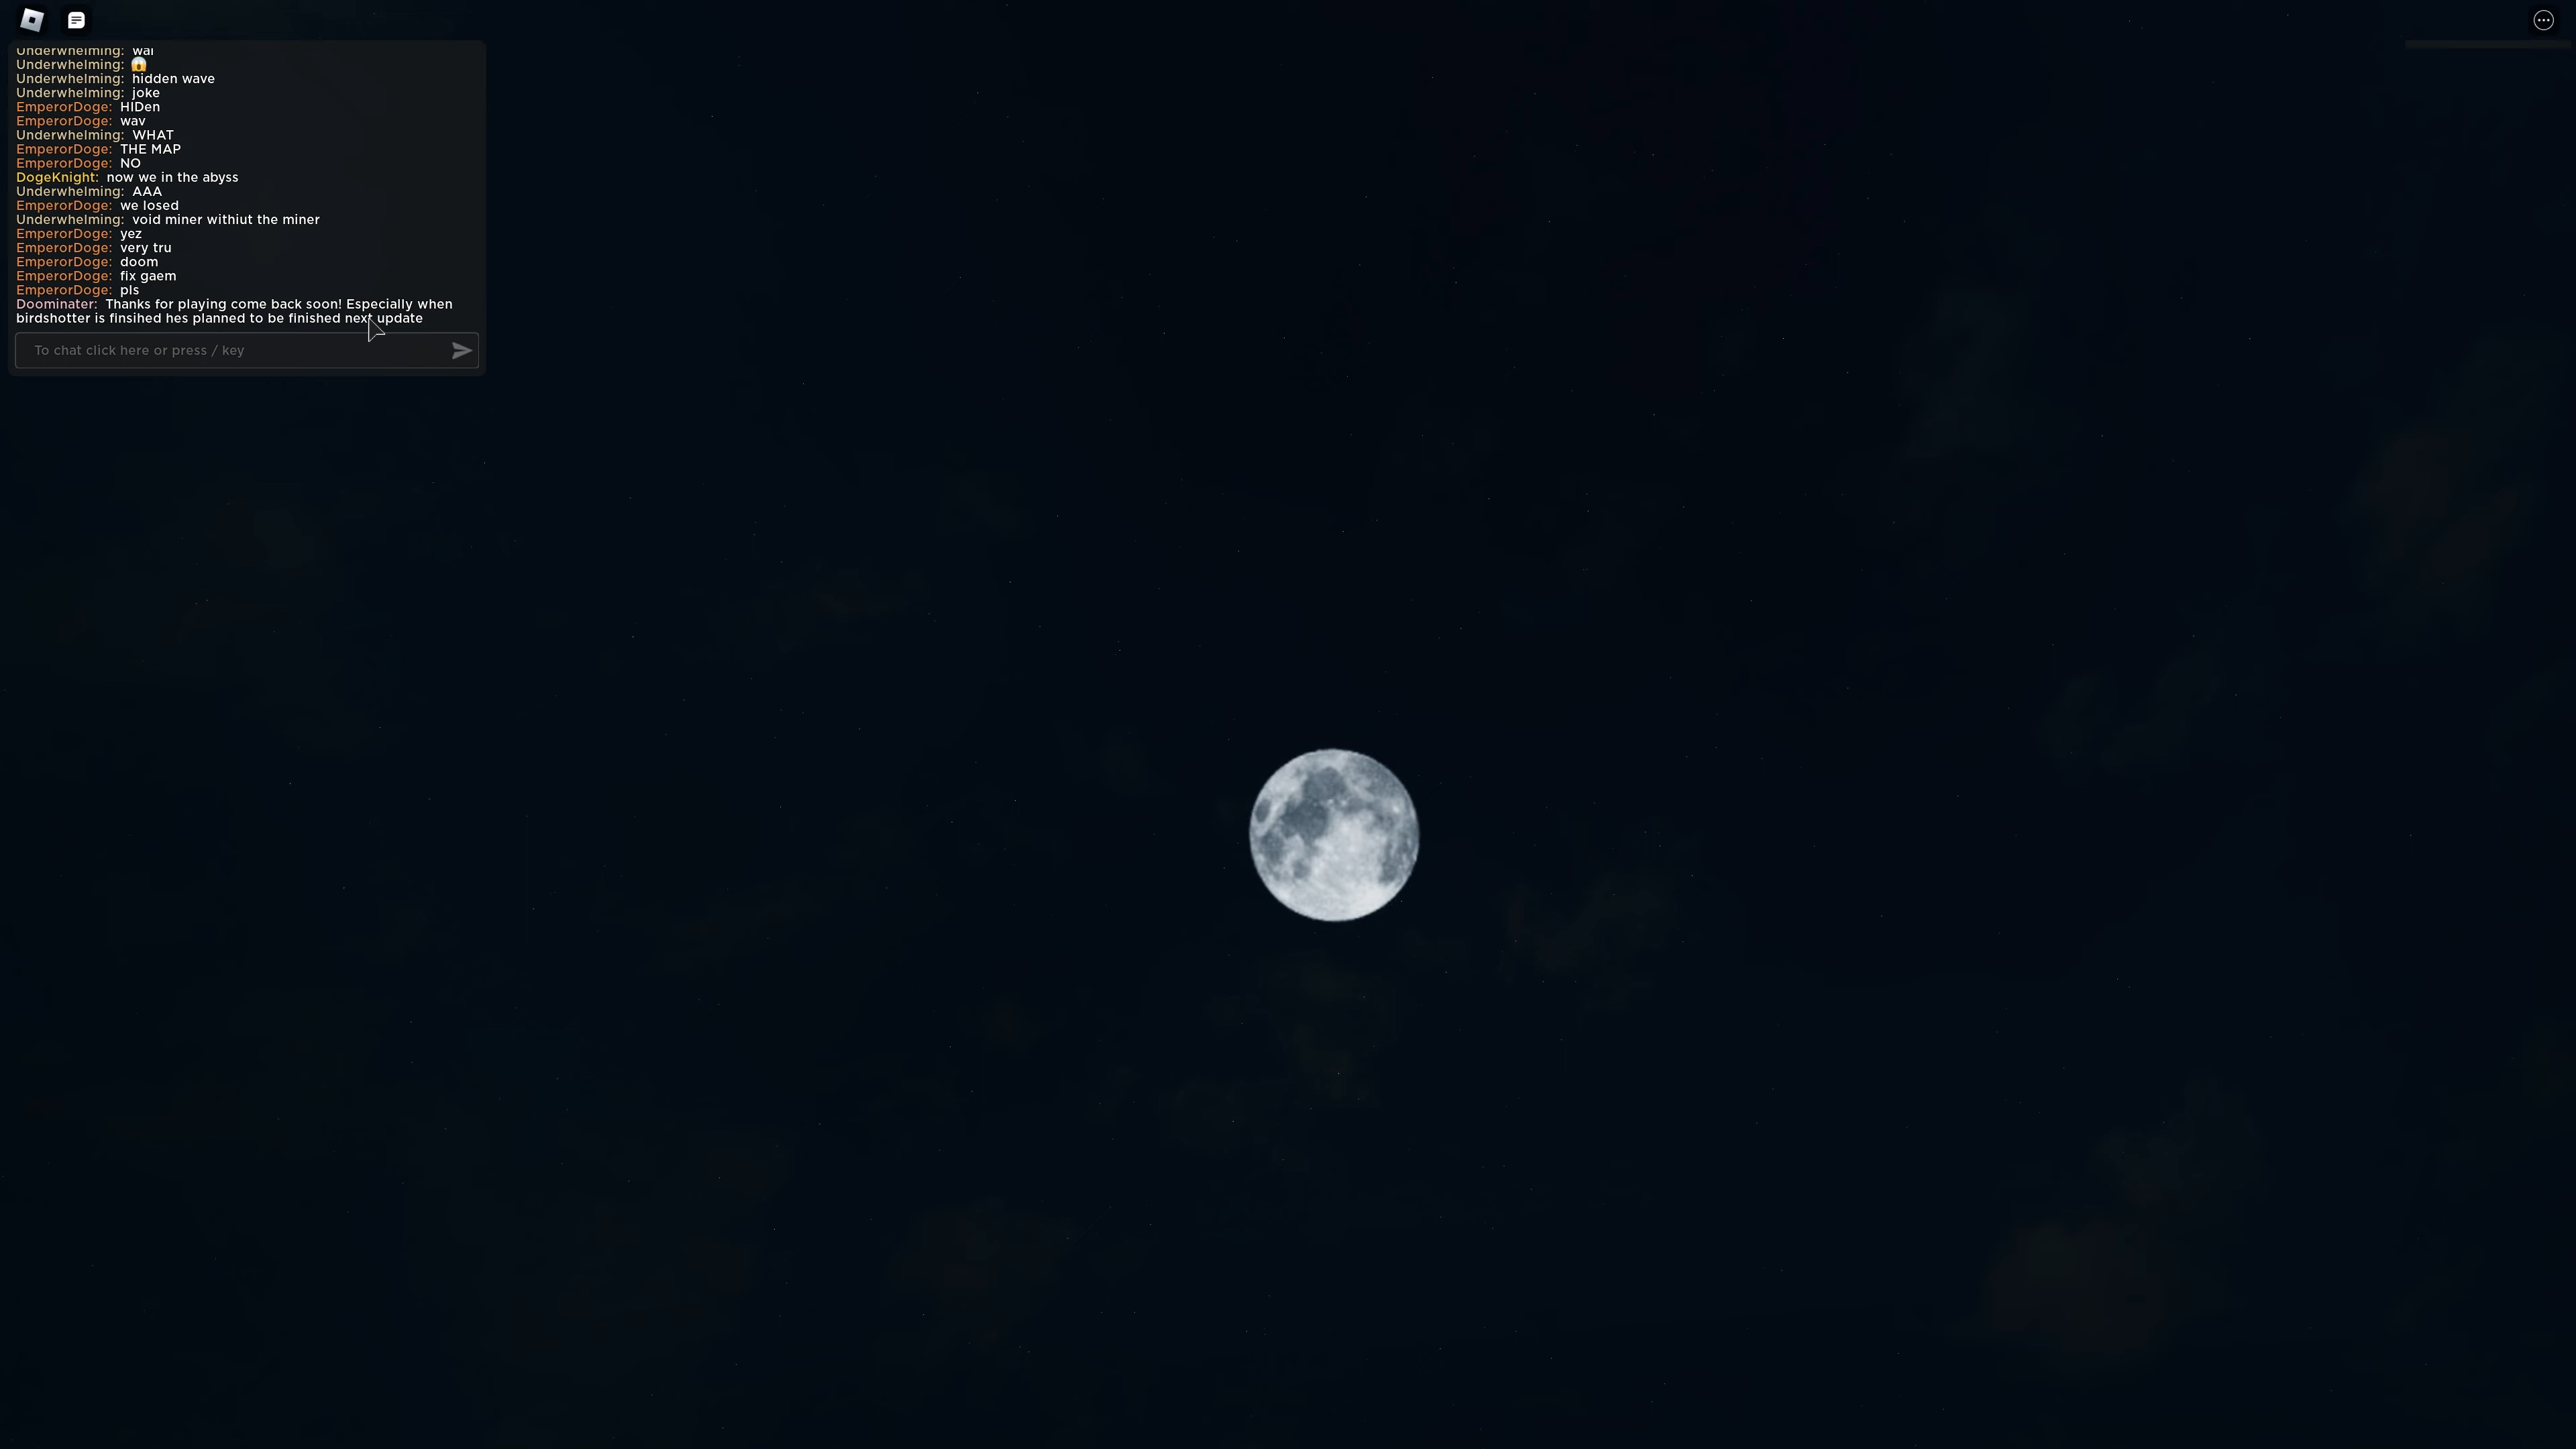 Underwhelming: wai
Underwhelming: 😱
Underwhelming: hidden wave
Underwhelming: joke
EmperorDoge: HIDen
EmperorDoge: wav
Underwhelming: WHAT
EmperorDoge: THE MAP
EmperorDoge: NO
DogeKnight: now we in the abyss
Underwhelming: AAA
EmperorDoge: we losed
Underwhelming: void miner withiut the miner
EmperorDoge: yez
EmperorDoge: very tru
EmperorDoge: doom
EmperorDoge: fix gaem
EmperorDoge: pls
Doominater: Thanks for playing come back soon! Especially when
birdshotter is finsihed hes planned to be finished next update
To chat click here or press / key